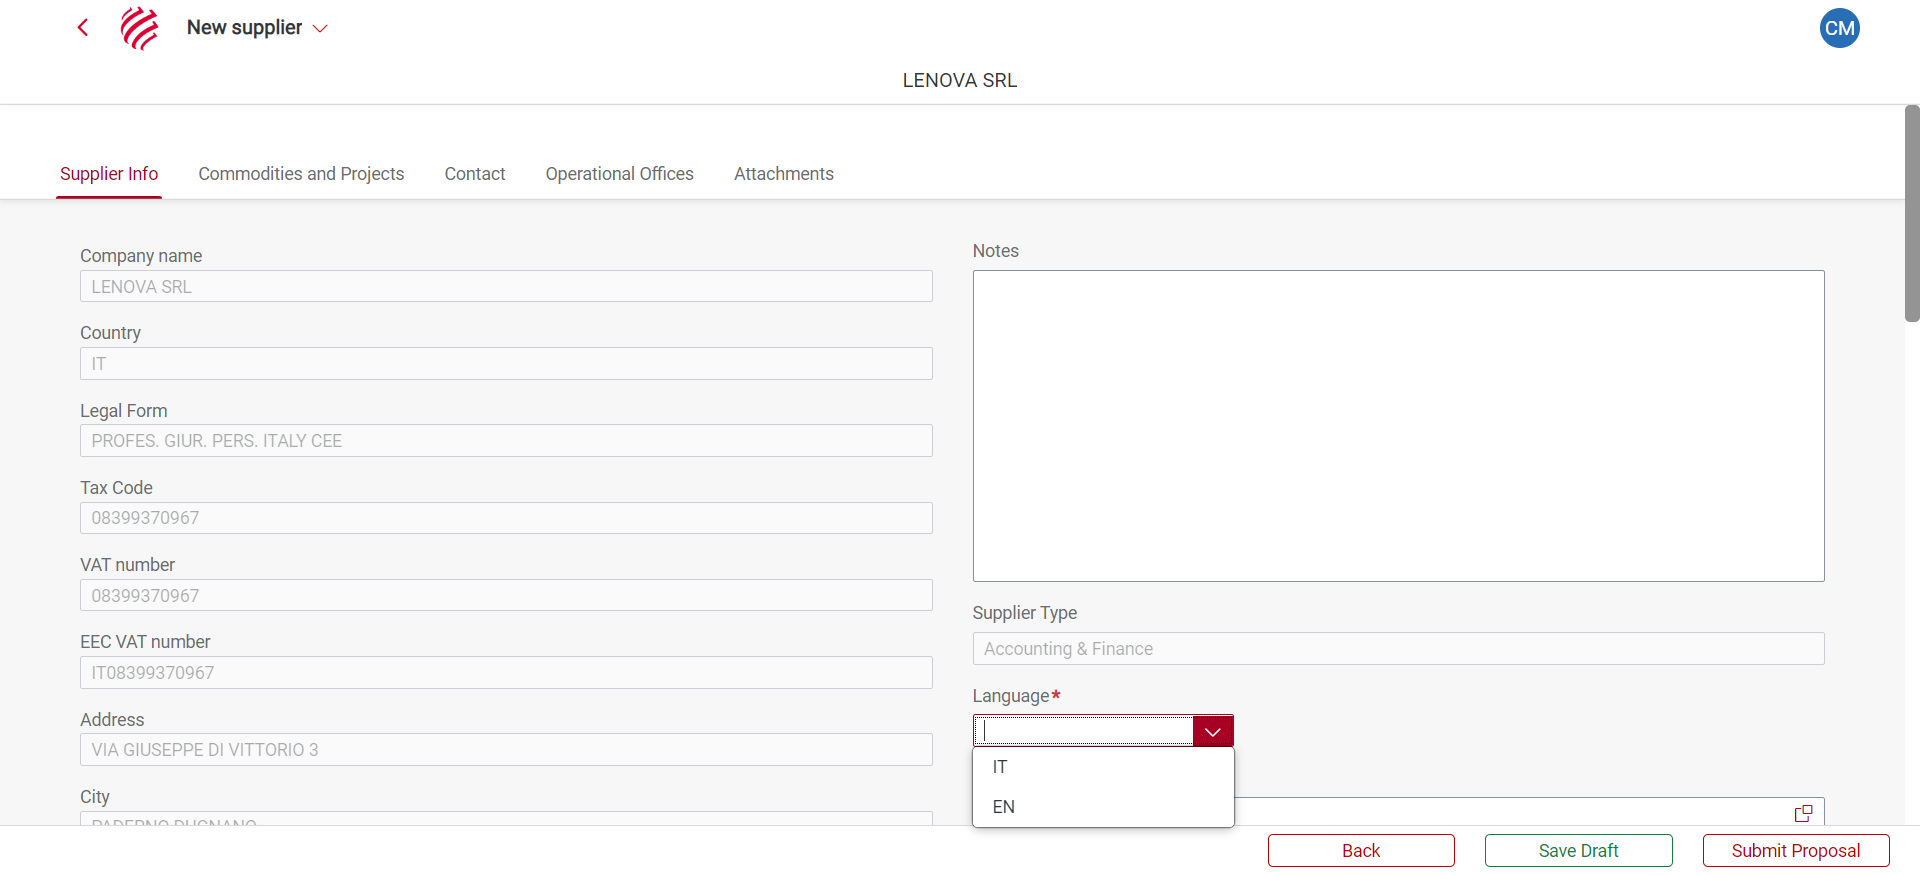 New supplier
CM
LENOVA SRL
Supplier Info
Commodities and Projects
Contact
Operational Offices
Attachments
Company name
LENOVA SRL
Country
IT
Legal Form
PROFES. GIUR. PERS. ITALY CEE
Tax Code
08399370967
VAT number
08399370967
EEC VAT number
IT08399370967
Address
VIA GIUSEPPE DI VITTORIO 3
City
PADERNO DUGNANO
Notes
Supplier Type
Accounting & Finance
Language*
IT
EN
Back
Save Draft
Submit Proposal